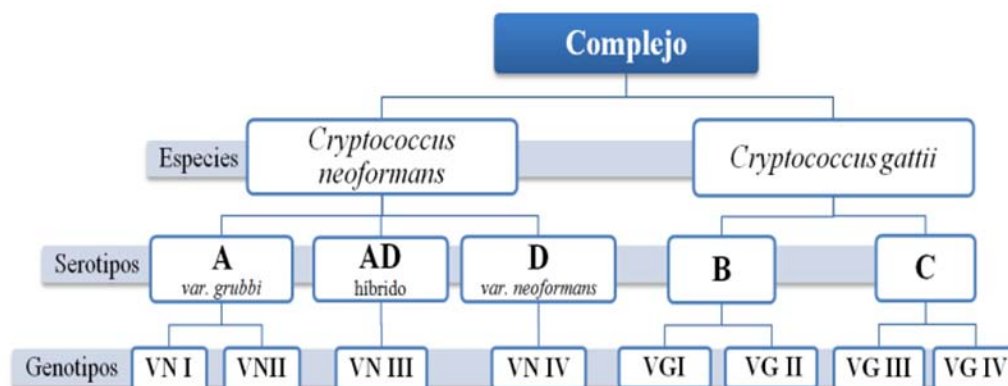 Complejo
Especies
Cryptococcus
neoformans
Cryptococcus gattii
Serotipos
A
var. grubbi
AD
híbrido
D
var. neoformans
B
C
Genotipos
VN I
VNII
VN III
VN IV
VGI
VG II
VG III
VG IV